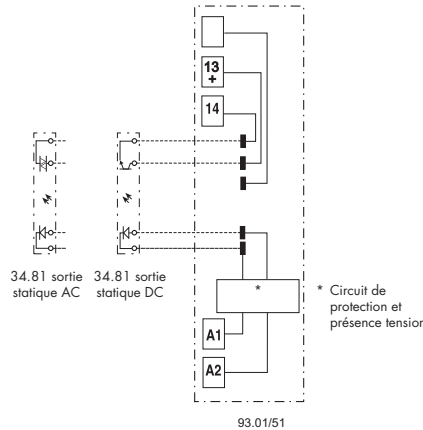 13
+
14
34.81 sortie
statique AC
34.81 sortie
statique DC
*
* Circuit de
protection et
présence tension
A1
A2
93.01/51